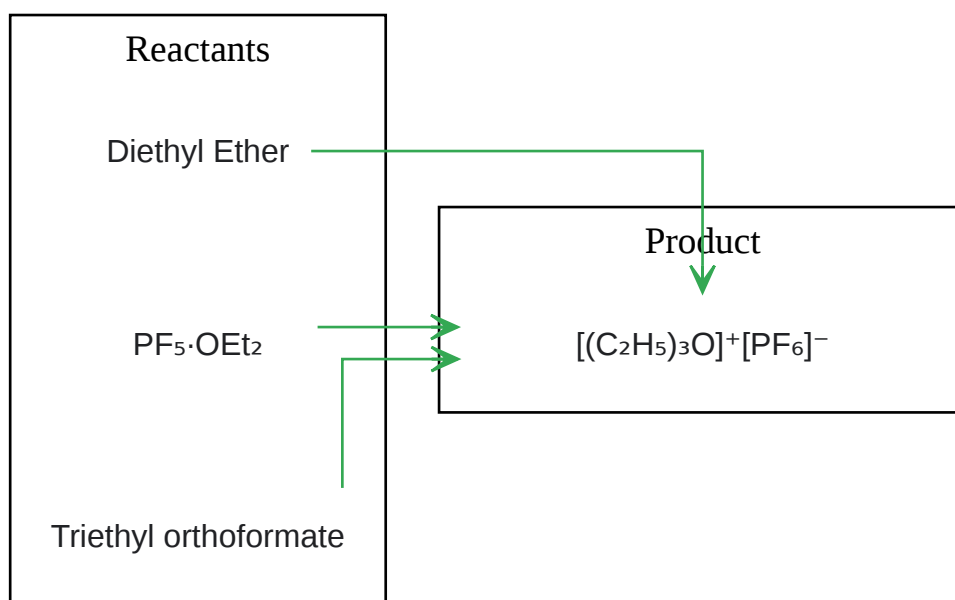 Reactants
Diethyl Ether
Product
PF₅·OEt₂
[(C₂H₅)₃O]⁺[PF₆]⁻
Triethyl orthoformate